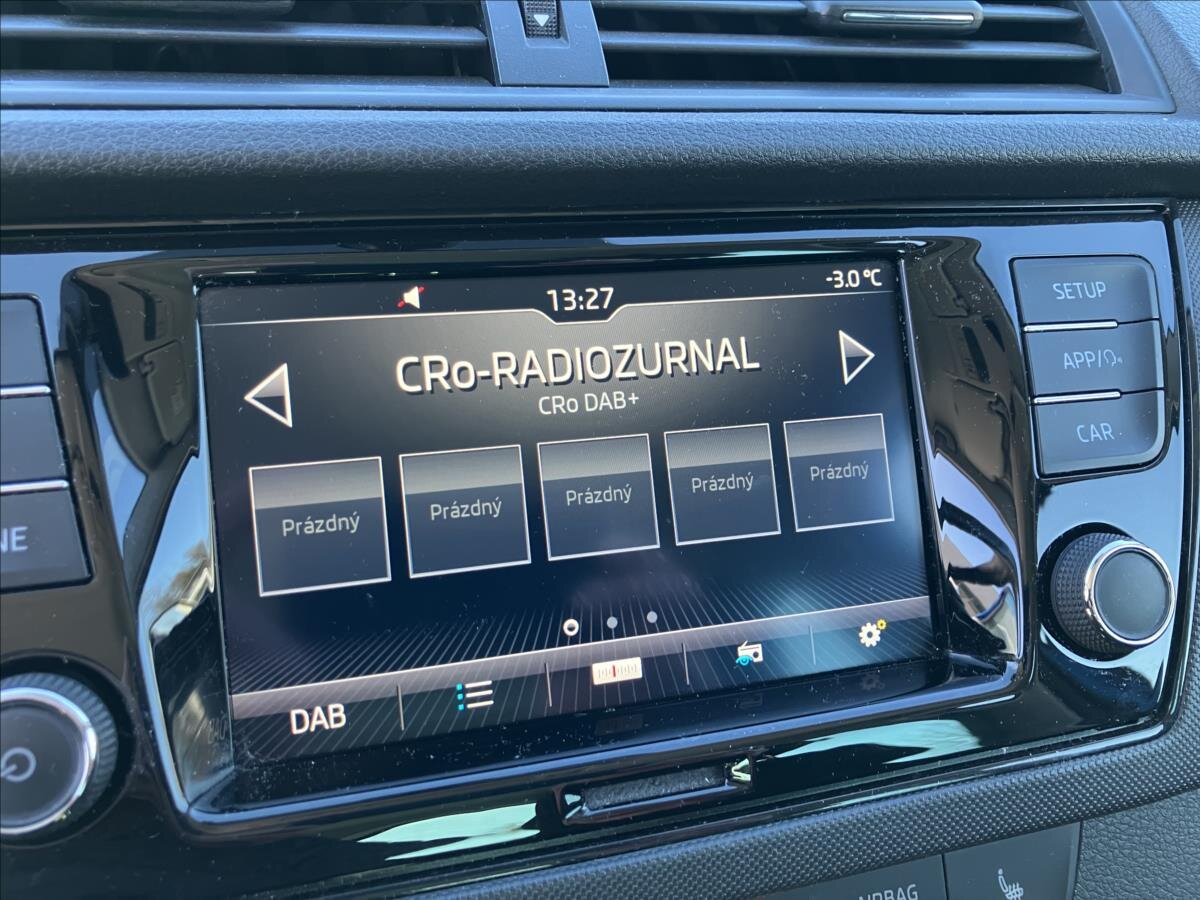 13:27
-3.0 °C
CRo-RADIOZURNAL
CRo DAB+
Prázdný
Prázdný
Prázdný
Prázdný
Prázdný
DAB
SETUP
APP/
CAR
NE
AIRBAG